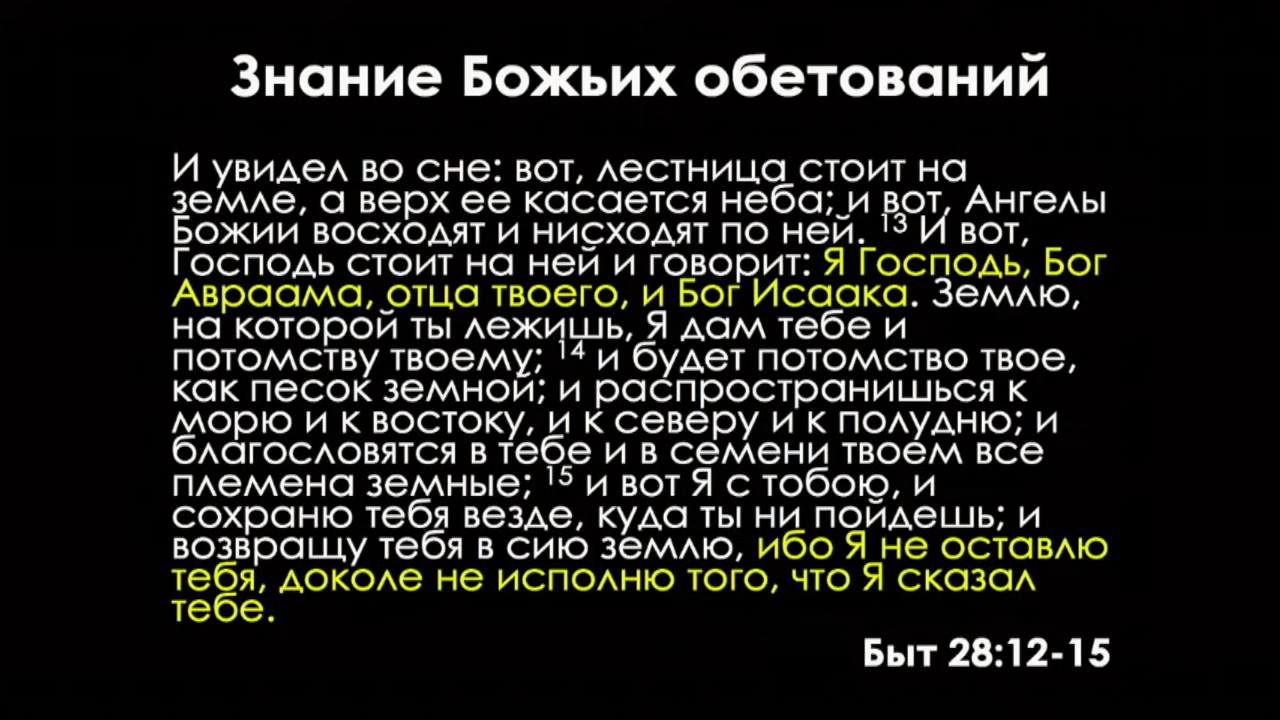 Знание Божьих обетований
И увидел во сне: вот, лестница стоит на
земле, а верх ее касается неба; и вот, Ангелы
Божии восходят и нисходят по ней. 13 И вот,
Господь стоит на ней и говорит: Я Господь, Бог
Авраама, отца твоего, и Бог Исаака. Землю,
на которой ты лежишь, Я дам тебе и
потомству твоему; 14 и будет потомство твое,
как песок земной; и распространишься к
морю и к востоку, и к северу и к полудню; и
благословятся в тебе и в семени твоем все
племена земные; 15 и вот Я с тобою, и
сохраню тебя везде, куда ты ни пойдешь; и
возвращу тебя в сию землю, ибо Я не оставлю
тебя, доколе не исполню того, что Я сказал
тебе.
Быт 28:12-15